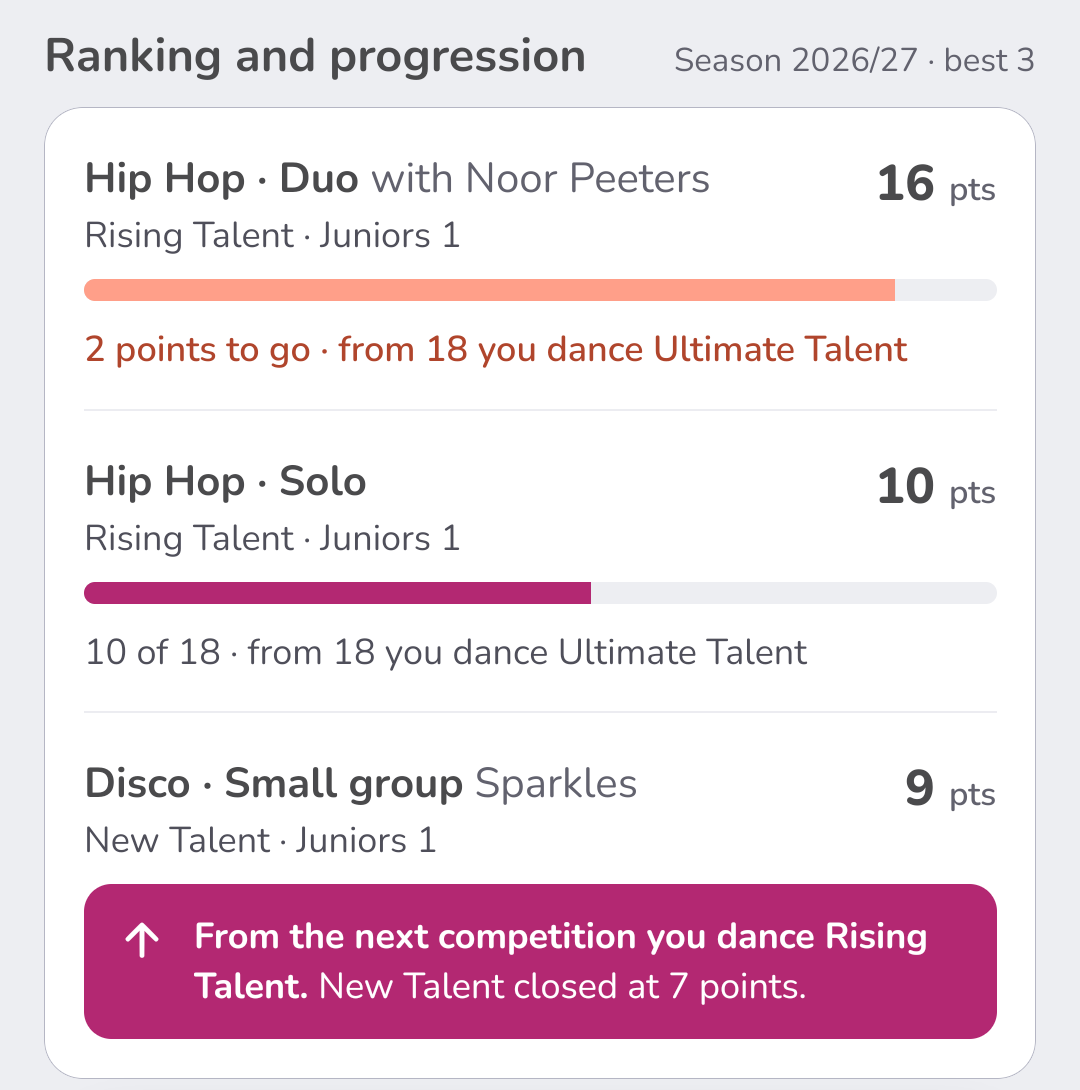 Ranking and progression
Season 2026/27 · best 3
Hip Hop · Duo with Noor Peeters
16 pts
Rising Talent · Juniors 1
2 points to go · from 18 you dance Ultimate Talent
Hip Hop · Solo
10 pts
Rising Talent · Juniors 1
10 of 18 · from 18 you dance Ultimate Talent
Disco · Small group Sparkles
9 pts
New Talent · Juniors 1
From the next competition you dance Rising
Talent. New Talent closed at 7 points.